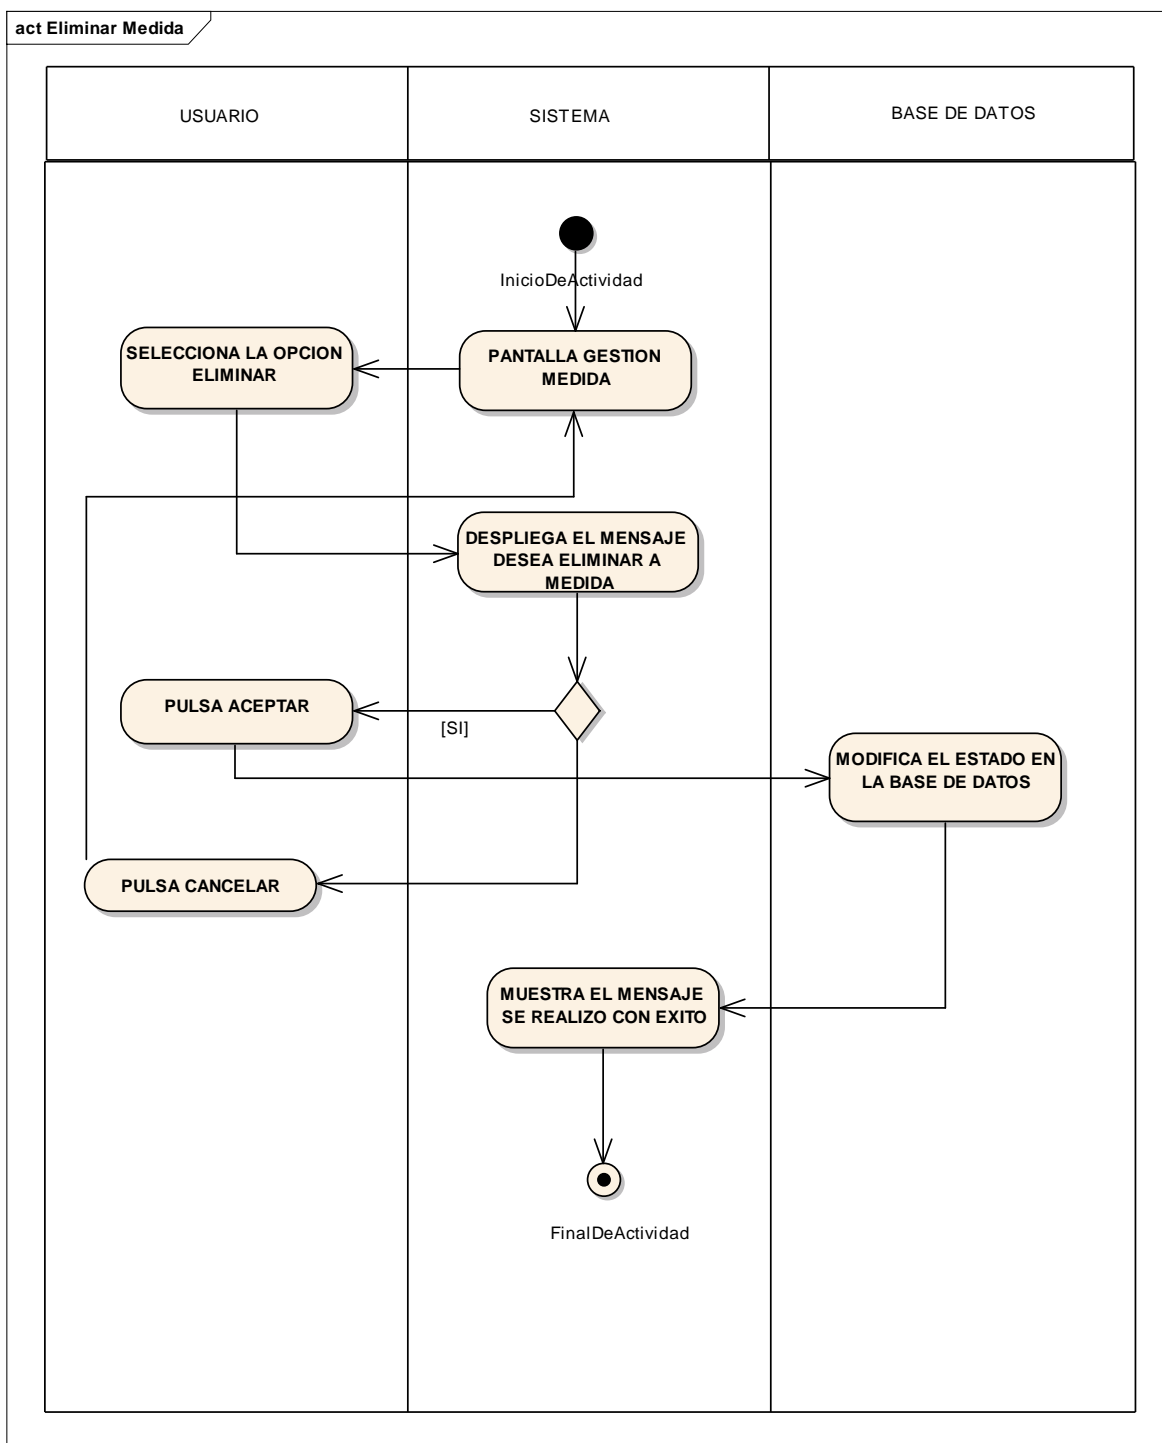 act Eliminar Medida
USUARIO
SISTEMA
BASE DE DATOS
InicioDeActividad
SELECCIONA LA OPCION
ELIMINAR
PANTALLA GESTION
MEDIDA
DESPLIEGA EL MENSAJE
DESEA ELIMINAR A
MEDIDA
PULSA ACEPTAR
[SI]
MODIFICA EL ESTADO EN
LA BASE DE DATOS
PULSA CANCELAR
MUESTRA EL MENSAJE
SE REALIZO CON EXITO
FinalDeActividad